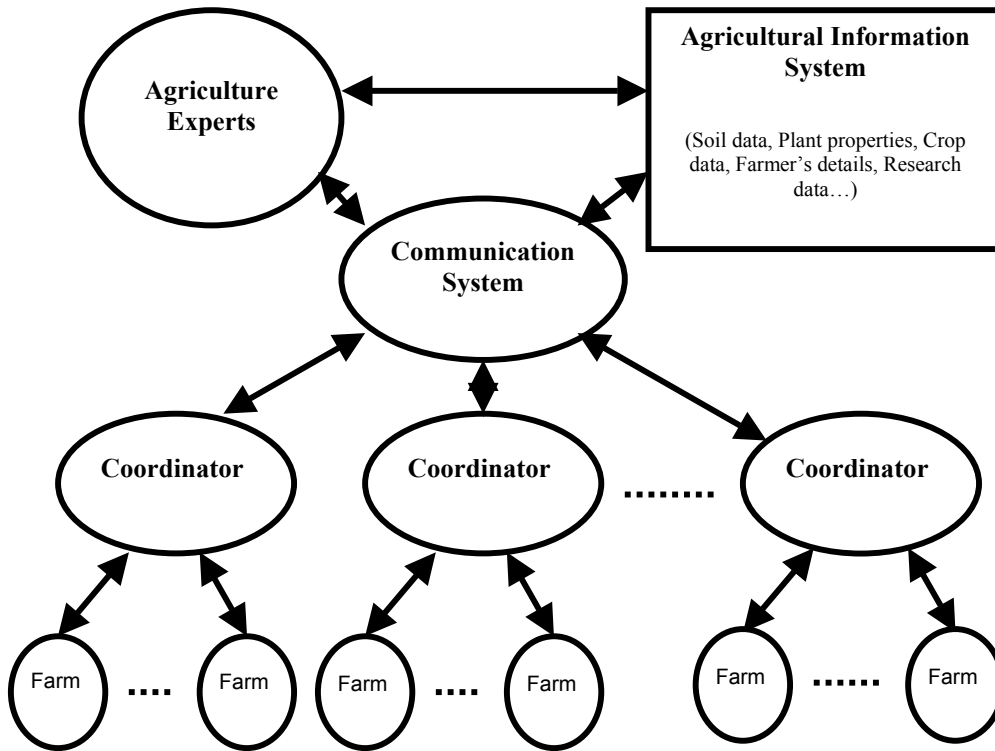 Agriculture
Experts
Agricultural Information
System
(Soil data, Plant properties, Crop
data, Farmer’s details, Research
data…)
Communication
System
Coordinator
Coordinator
Coordinator
Farm
Farm
Farm
Farm
Farm
Farm